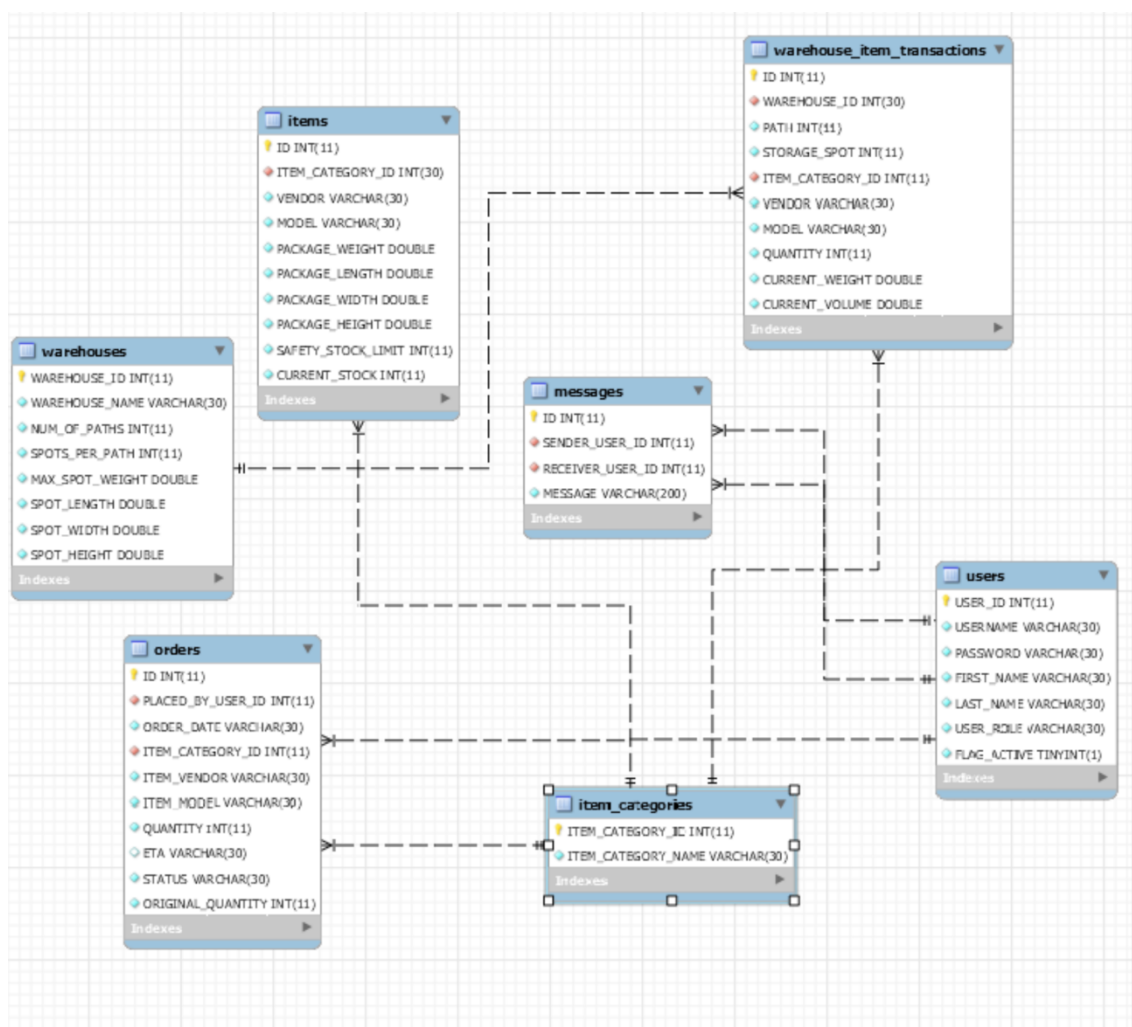 warehouse_item_transactions
ID INT(11)
WAREHOUSE_ID INT(30)
PATH INT(11)
STORAGE_SPOT INT(11)
ITEM_CATEGORY_ID INT(11)
VENDOR VARCHAR(30)
MODEL VARCHAR(30)
QUANTITY INT(11)
CURRENT_WEIGHT DOUBLE
CURRENT_VOLUME DOUBLE
Indexes
items
ID INT(11)
ITEM_CATEGORY_ID INT(30)
VENDOR VARCHAR(30)
MODEL VARCHAR(30)
PACKAGE_WEIGHT DOUBLE
PACKAGE_LENGTH DOUBLE
PACKAGE_WIDTH DOUBLE
PACKAGE_HEIGHT DOUBLE
SAFETY_STOCK_LIMIT INT(11)
CURRENT_STOCK INT(11)
Indexes
warehouses
WAREHOUSE_ID INT(11)
WAREHOUSE_NAME VARCHAR(30)
NUM_OF_PATHS INT(11)
SPOTS_PER_PATH INT(11)
MAX_SPOT_WEIGHT DOUBLE
SPOT_LENGTH DOUBLE
SPOT_WIDTH DOUBLE
SPOT_HEIGHT DOUBLE
Indexes
messages
ID INT(11)
SENDER_USER_ID INT(11)
RECEIVER_USER_ID INT(11)
MESSAGE VARCHAR(200)
Indexes
users
USER_ID INT(11)
USERNAME VARCHAR(30)
PASSWORD VARCHAR(30)
FIRST_NAME VARCHAR(30)
LAST_NAME VARCHAR(30)
USER_ROLE VARCHAR(30)
FLAG_ACTIVE TINYINT(1)
Indexes
orders
ID INT(11)
PLACED_BY_USER_ID INT(11)
ORDER_DATE VARCHAR(30)
ITEM_CATEGORY_ID INT(11)
ITEM_VENDOR VARCHAR(30)
ITEM_MODEL VARCHAR(30)
QUANTITY INT(11)
ETA VARCHAR(30)
STATUS VARCHAR(30)
ORIGINAL_QUANTITY INT(11)
Indexes
item_categories
ITEM_CATEGORY_ID INT(11)
ITEM_CATEGORY_NAME VARCHAR(30)
Indexes